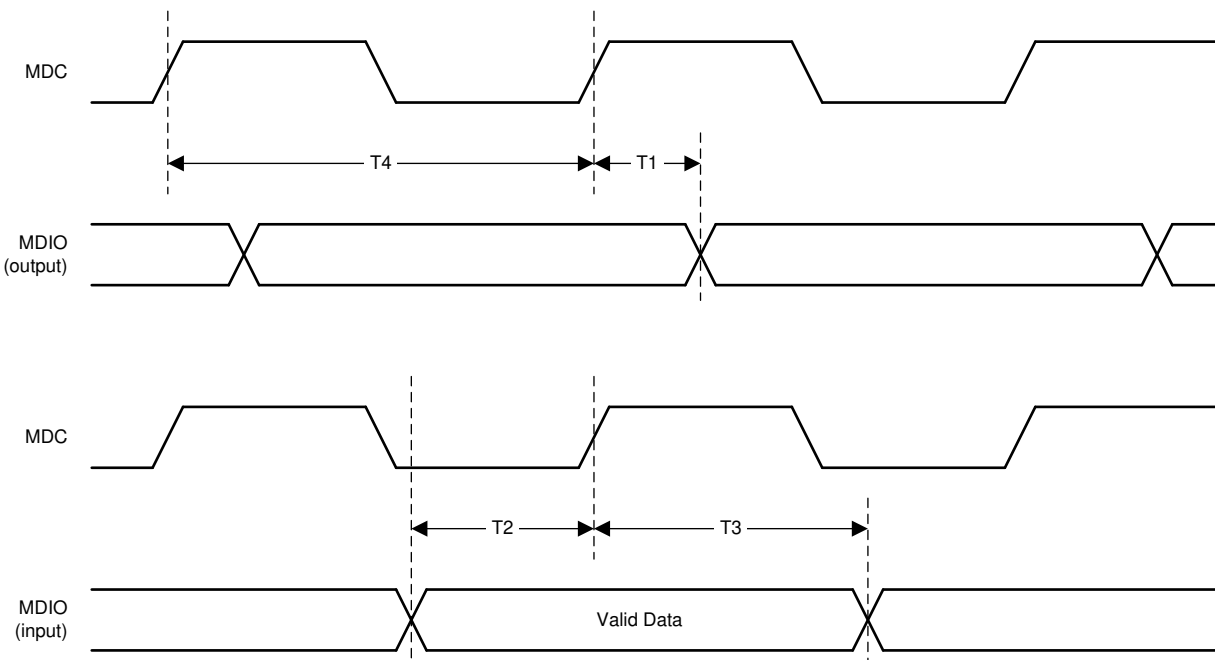 MDC
T4
T1
MDIO
(output)
MDC
T2
T3
MDIO
(input)
Valid Data